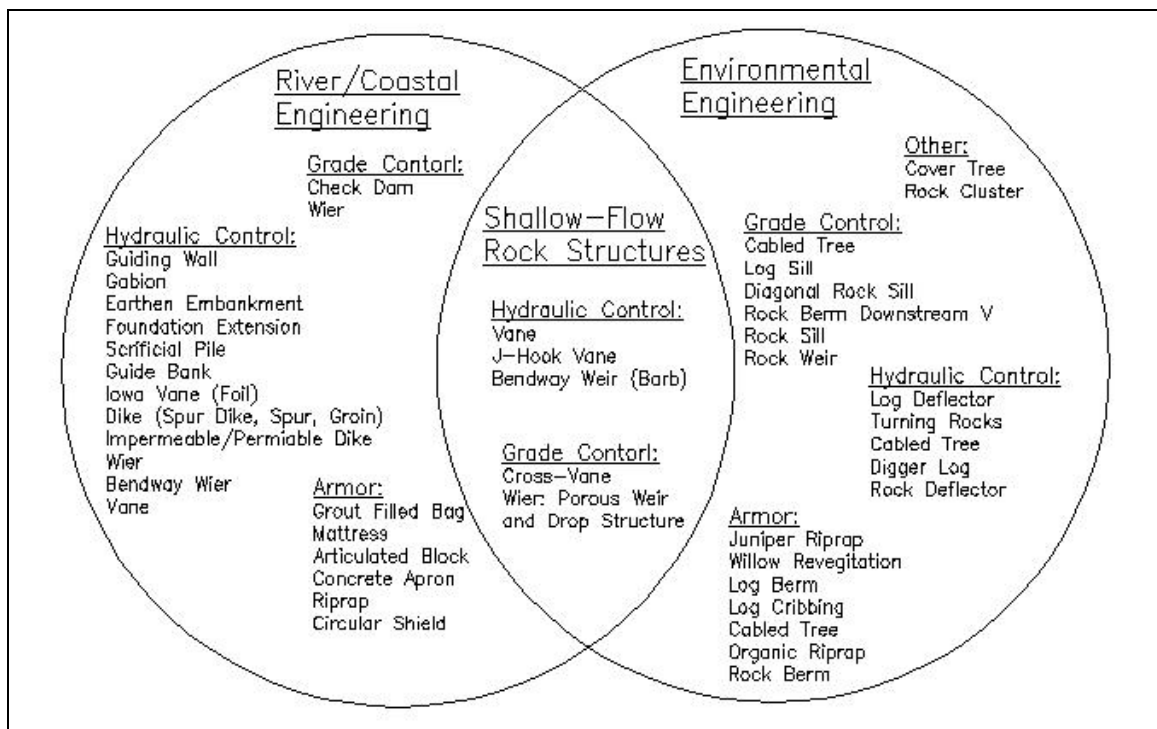 River/Coastal
Engineering
Grade Contorl:
Check Dam
Wier
Hydraulic Control:
Guiding Wall
Gabion
Earthen Embankment
Foundation Extension
Scrificial Pile
Guide Bank
Iowa Vane (Foil)
Dike (Spur Dike, Spur, Groin)
Impermeable/Permiable Dike
Wier
Bendway Wier
Vane
Armor:
Grout Filled Bag
Mattress
Articulated Block
Concrete Apron
Riprap
Circular Shield
Shallow-Flow
Rock Structures
Hydraulic Control:
Vane
J-Hook Vane
Bendway Weir (Barb)
Grade Contorl:
Cross-Vane
Wier: Porous Weir
and Drop Structure
Environmental
Engineering
Other:
Cover Tree
Rock Cluster
Grade Control:
Cabled Tree
Log Sill
Diagonal Rock Sill
Rock Berm Downstream V
Rock Sill
Rock Weir
Hydraulic Control:
Log Deflector
Turning Rocks
Cabled Tree
Digger Log
Rock Deflector
Armor:
Juniper Riprap
Willow Revegitation
Log Berm
Log Cribbing
Cabled Tree
Organic Riprap
Rock Berm